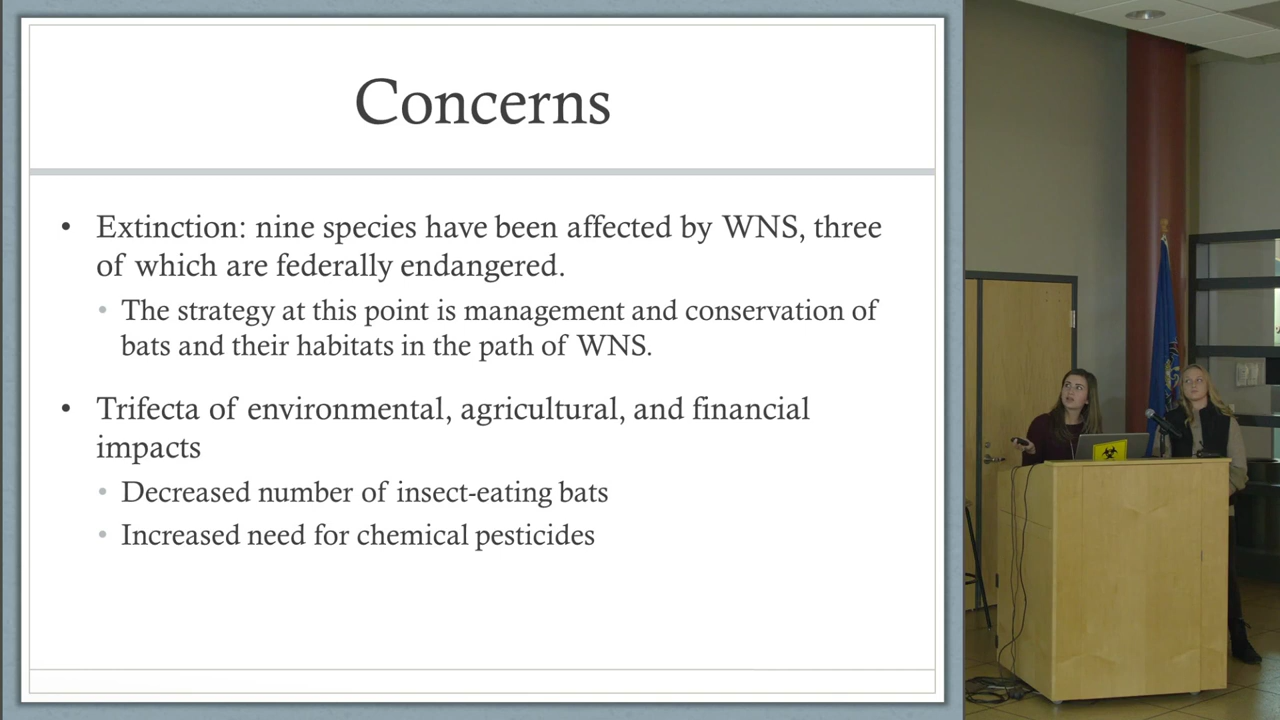 Concerns
• Extinction: nine species have been affected by WNS, three
of which are federally endangered.
• The strategy at this point is management and conservation of
bats and their habitats in the path of WNS.
• Trifecta of environmental, agricultural, and financial
impacts
• Decreased number of insect-eating bats
• Increased need for chemical pesticides